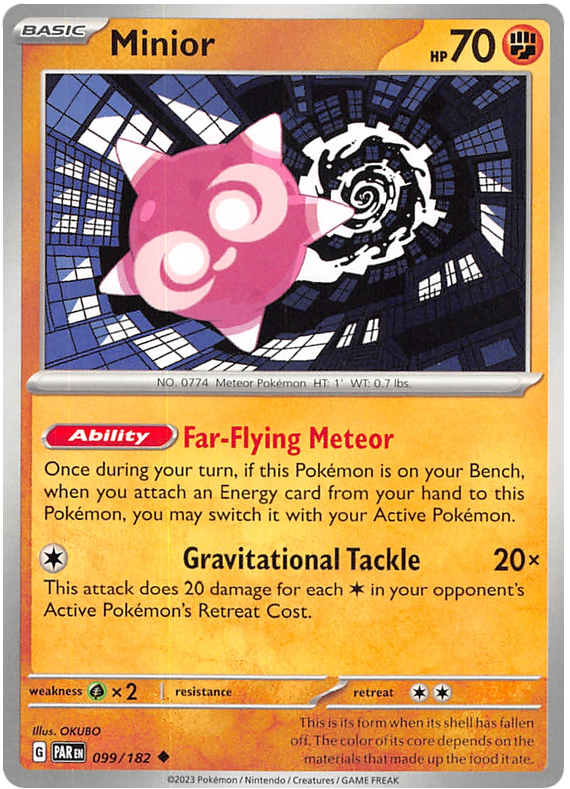 BASIC
Minior
HP 70
NO. 0774 Meteor Pokémon HT: 1' WT: 0.7 lbs.
Ability Far-Flying Meteor
Once during your turn, if this Pokémon is on your Bench,
when you attach an Energy card from your hand to this
Pokémon, you may switch it with your Active Pokémon.
Gravitational Tackle 20×
This attack does 20 damage for each in your opponent's
Active Pokémon's Retreat Cost.
weakness ×2 resistance retreat
Illus. OKUBO
G PAR EN 099/182
This is its form when its shell has fallen
off. The color of its core depends on the
materials that made up the food it ate.
©2023 Pokémon / Nintendo / Creatures / GAME FREAK